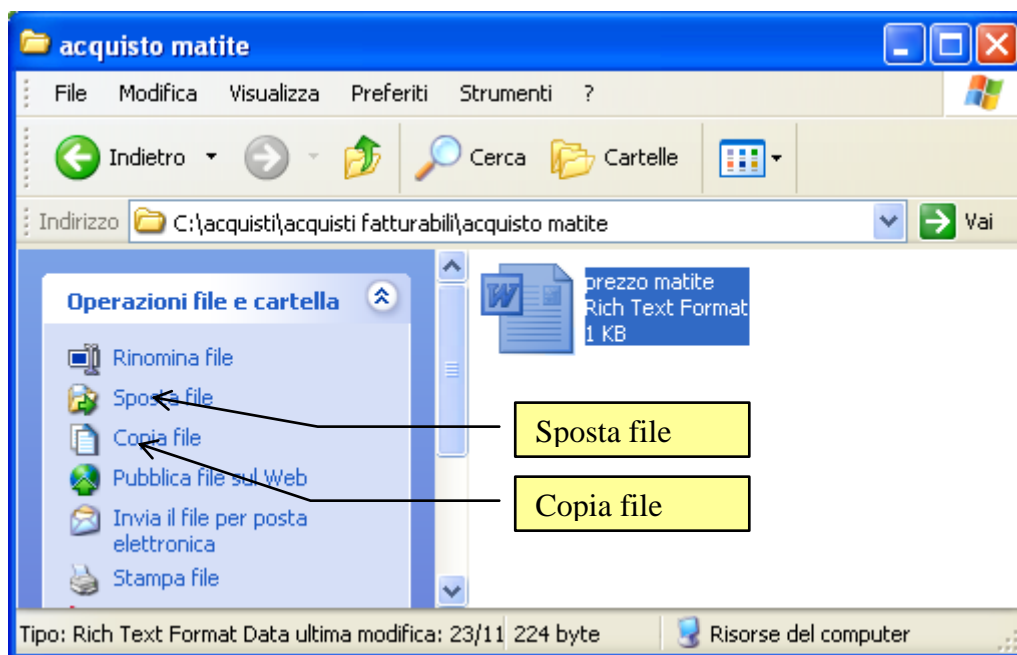 acquisto matite
File Modifica Visualizza Preferiti Strumenti ?
Indietro Cerca Cartelle
Indirizzo C:\acquisti\acquisti fatturabili\acquisto matite Vai
Operazioni file e cartella
Rinomina file
Sposta file
Copia file
Pubblica file sul Web
Invia il file per posta
elettronica
Stampa file
prezzo matite
Rich Text Format
1 KB
Sposta file
Copia file
Tipo: Rich Text Format Data ultima modifica: 23/11 224 byte Risorse del computer